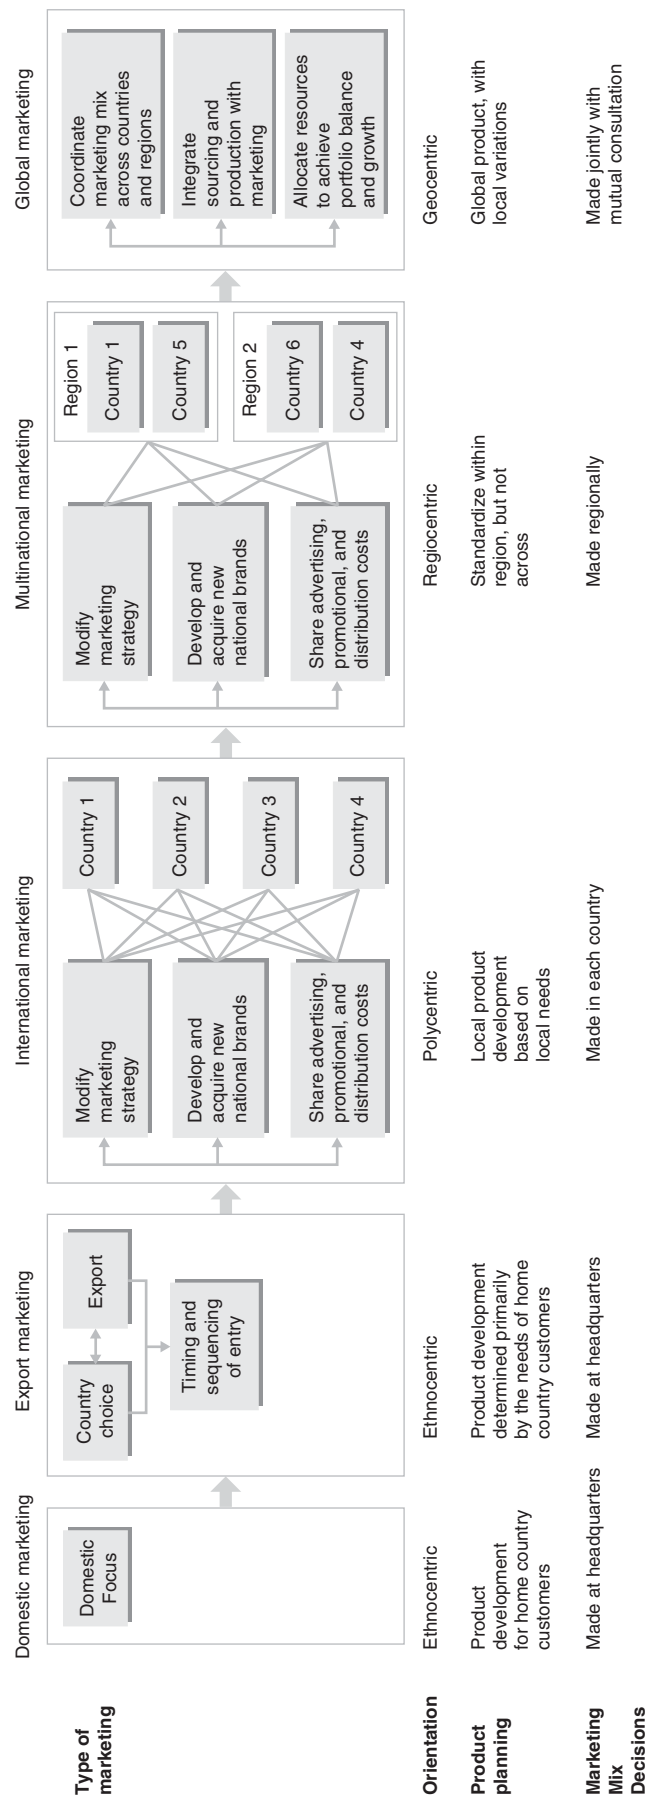 Type of
marketing
Domestic marketing
Domestic
Focus
Export marketing
Country
choice
Export
Timing and
sequencing
of entry
International marketing
Modify
marketing
strategy
Develop and
acquire new
national brands
Share advertising,
promotional, and
distribution costs
Country 1
Country 2
Country 3
Country 4
Multinational marketing
Modify
marketing
strategy
Develop and
acquire new
national brands
Share advertising,
promotional, and
distribution costs
Region 1
Country 1
Country 5
Region 2
Country 6
Country 4
Global marketing
Coordinate
marketing mix
across countries
and regions
Integrate
sourcing and
production with
marketing
Allocate resources
to achieve
portfolio balance
and growth
Orientation
Ethnocentric
Ethnocentric
Polycentric
Regiocentric
Geocentric
Product
planning
Product
development
for home country
customers
Product development
determined primarily
by the needs of home
country customers
Local product
development
based on
local needs
Standardize within
region, but not
across
Global product, with
local variations
Marketing
Mix
Decisions
Made at headquarters
Made at headquarters
Made in each country
Made regionally
Made jointly with
mutual consultation